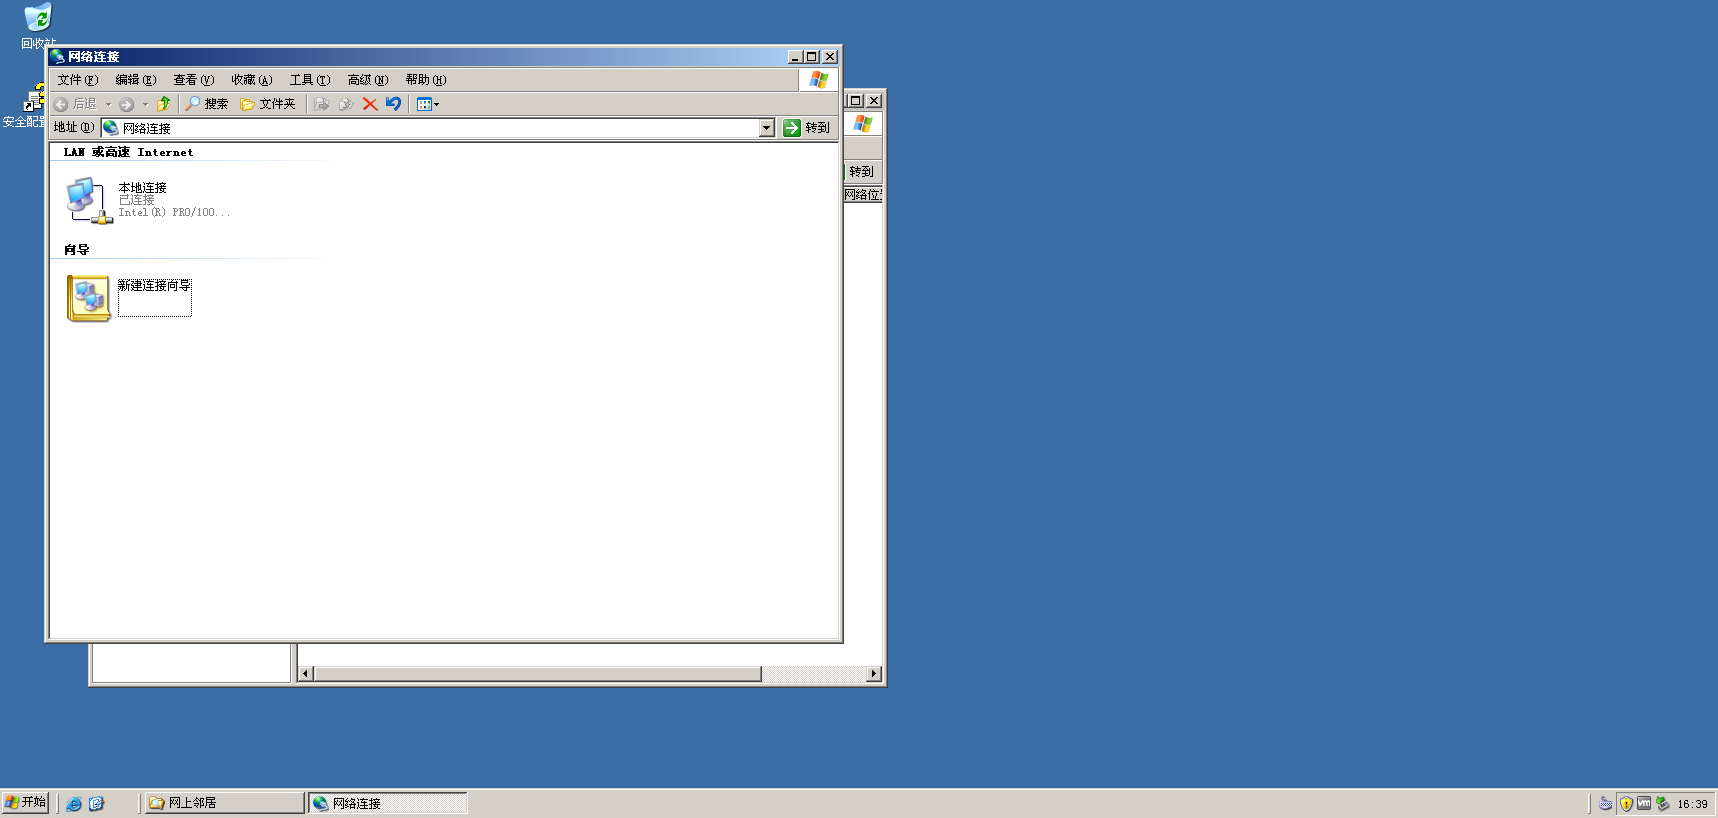 回收站
网络连接
文件(F) 编辑(E) 查看(V) 收藏(A) 工具(T) 高级(N) 帮助(H)
后退 搜索 文件夹
地址(D) 网络连接 转到
转到
LAN 或高速 Internet
网络位
安全配
本地连接
已连接
Intel(R) PRO/100...
向导
新建连接向导
开始 网上邻居 网络连接 vm 16:39